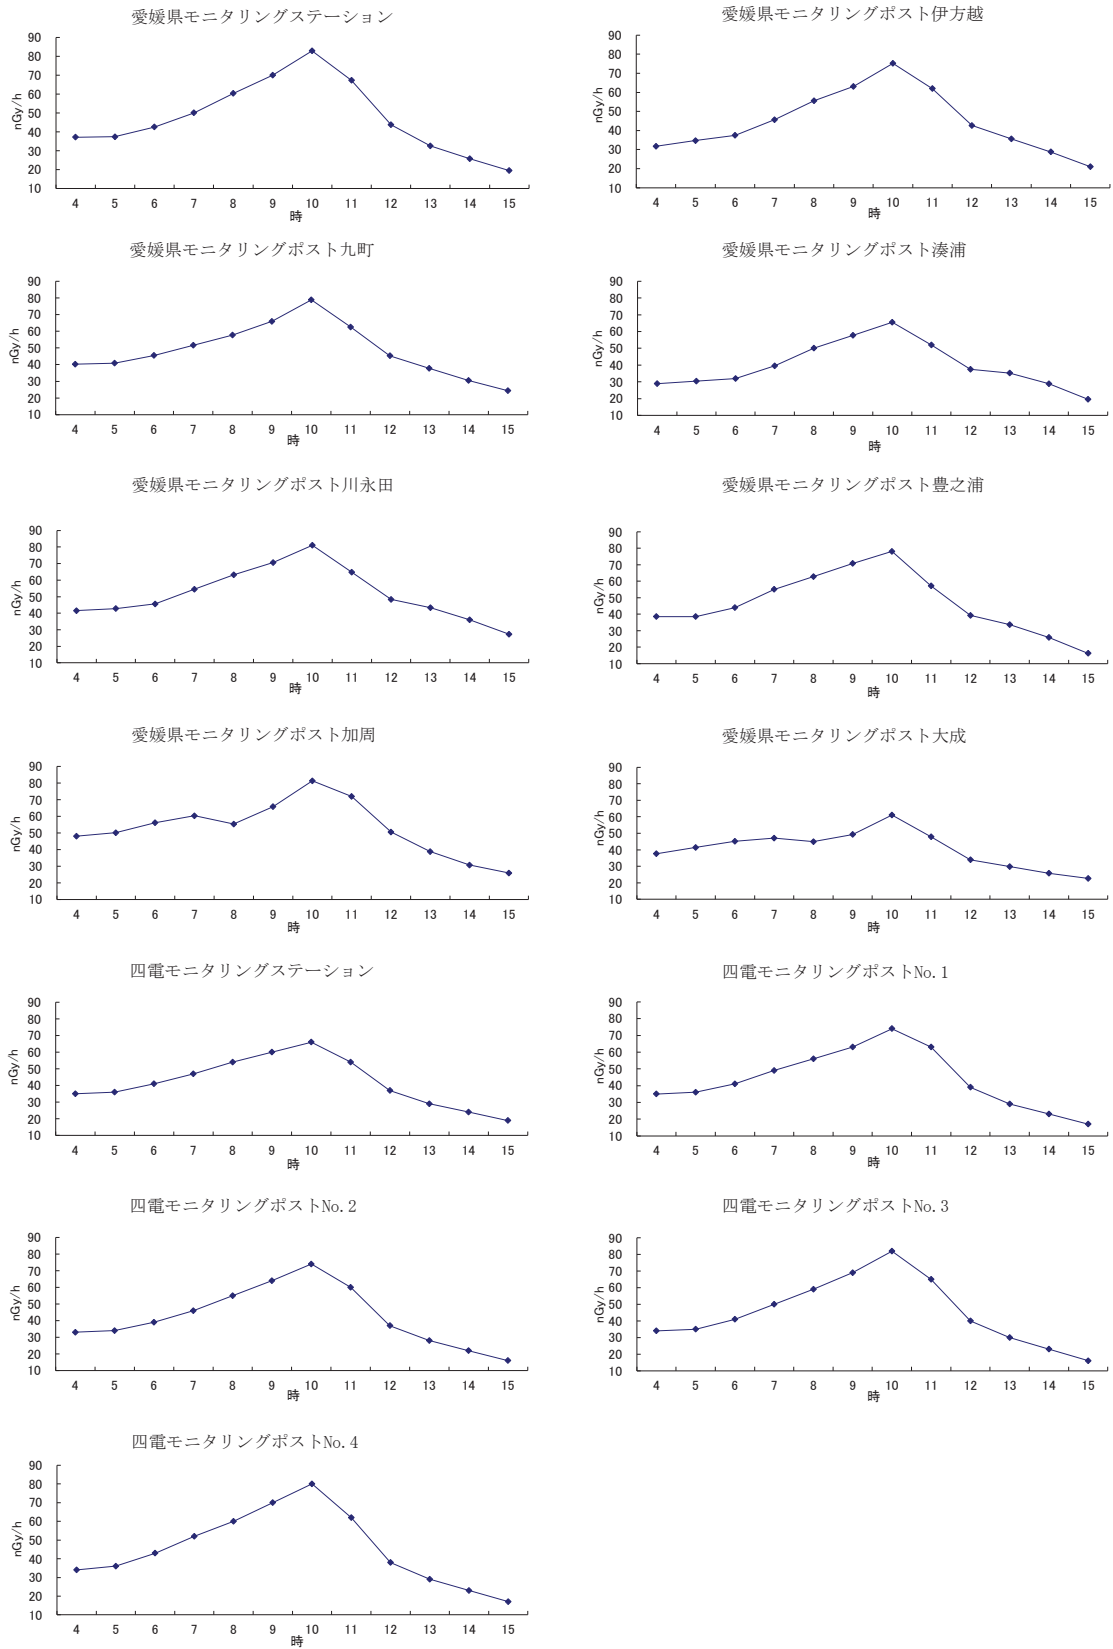 愛媛県モニタリングステーション
90
80
70
60
50
40
30
20
10
nGy/h
4 5 6 7 8 9 10 11 12 13 14 15
時
愛媛県モニタリングポスト伊方越
90
80
70
60
50
40
30
20
10
nGy/h
4 5 6 7 8 9 10 11 12 13 14 15
時
愛媛県モニタリングポスト九町
90
80
70
60
50
40
30
20
10
nGy/h
4 5 6 7 8 9 10 11 12 13 14 15
時
愛媛県モニタリングポスト湊浦
90
80
70
60
50
40
30
20
10
nGy/h
4 5 6 7 8 9 10 11 12 13 14 15
時
愛媛県モニタリングポスト川永田
90
80
70
60
50
40
30
20
10
nGy/h
4 5 6 7 8 9 10 11 12 13 14 15
時
愛媛県モニタリングポスト豊之浦
90
80
70
60
50
40
30
20
10
nGy/h
4 5 6 7 8 9 10 11 12 13 14 15
時
愛媛県モニタリングポスト加周
90
80
70
60
50
40
30
20
10
nGy/h
4 5 6 7 8 9 10 11 12 13 14 15
時
愛媛県モニタリングポスト大成
90
80
70
60
50
40
30
20
10
nGy/h
4 5 6 7 8 9 10 11 12 13 14 15
時
四電モニタリングステーション
90
80
70
60
50
40
30
20
10
nGy/h
4 5 6 7 8 9 10 11 12 13 14 15
時
四電モニタリングポストNo.1
90
80
70
60
50
40
30
20
10
nGy/h
4 5 6 7 8 9 10 11 12 13 14 15
時
四電モニタリングポストNo.2
90
80
70
60
50
40
30
20
10
nGy/h
4 5 6 7 8 9 10 11 12 13 14 15
時
四電モニタリングポストNo.3
90
80
70
60
50
40
30
20
10
nGy/h
4 5 6 7 8 9 10 11 12 13 14 15
時
四電モニタリングポストNo.4
90
80
70
60
50
40
30
20
10
nGy/h
4 5 6 7 8 9 10 11 12 13 14 15
時